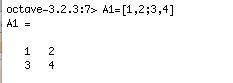 octave-3.2.3:7> A1=[1,2;3,4]
A1 =
1 2
3 4